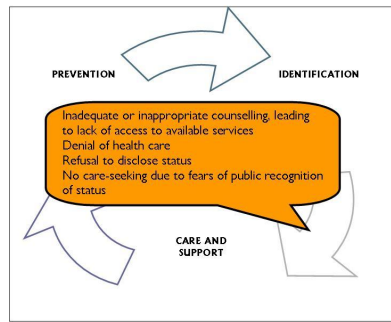 PREVENTION
IDENTIFICATION
Inadequate or inappropriate counselling, leading
to lack of access to available services
Denial of health care
Refusal to disclose status
No care-seeking due to fears of public recognition
of status
CARE AND
SUPPORT